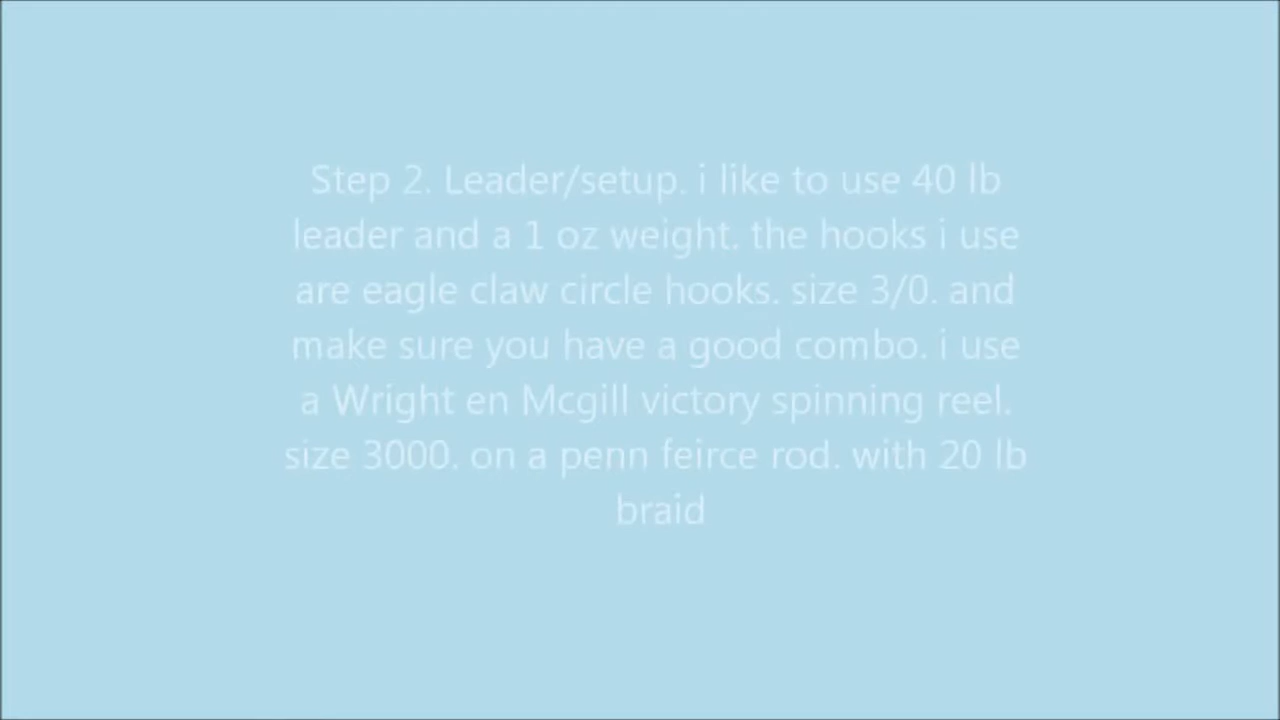 Step 2. Leader/setup. i like to use 40 lb
leader and a 1 oz weight. the hooks i use
are eagle claw circle hooks. size 3/0. and
make sure you have a good combo. i use
a Wright en Mcgill victory spinning reel.
size 3000. on a penn feirce rod. with 20 lb
braid